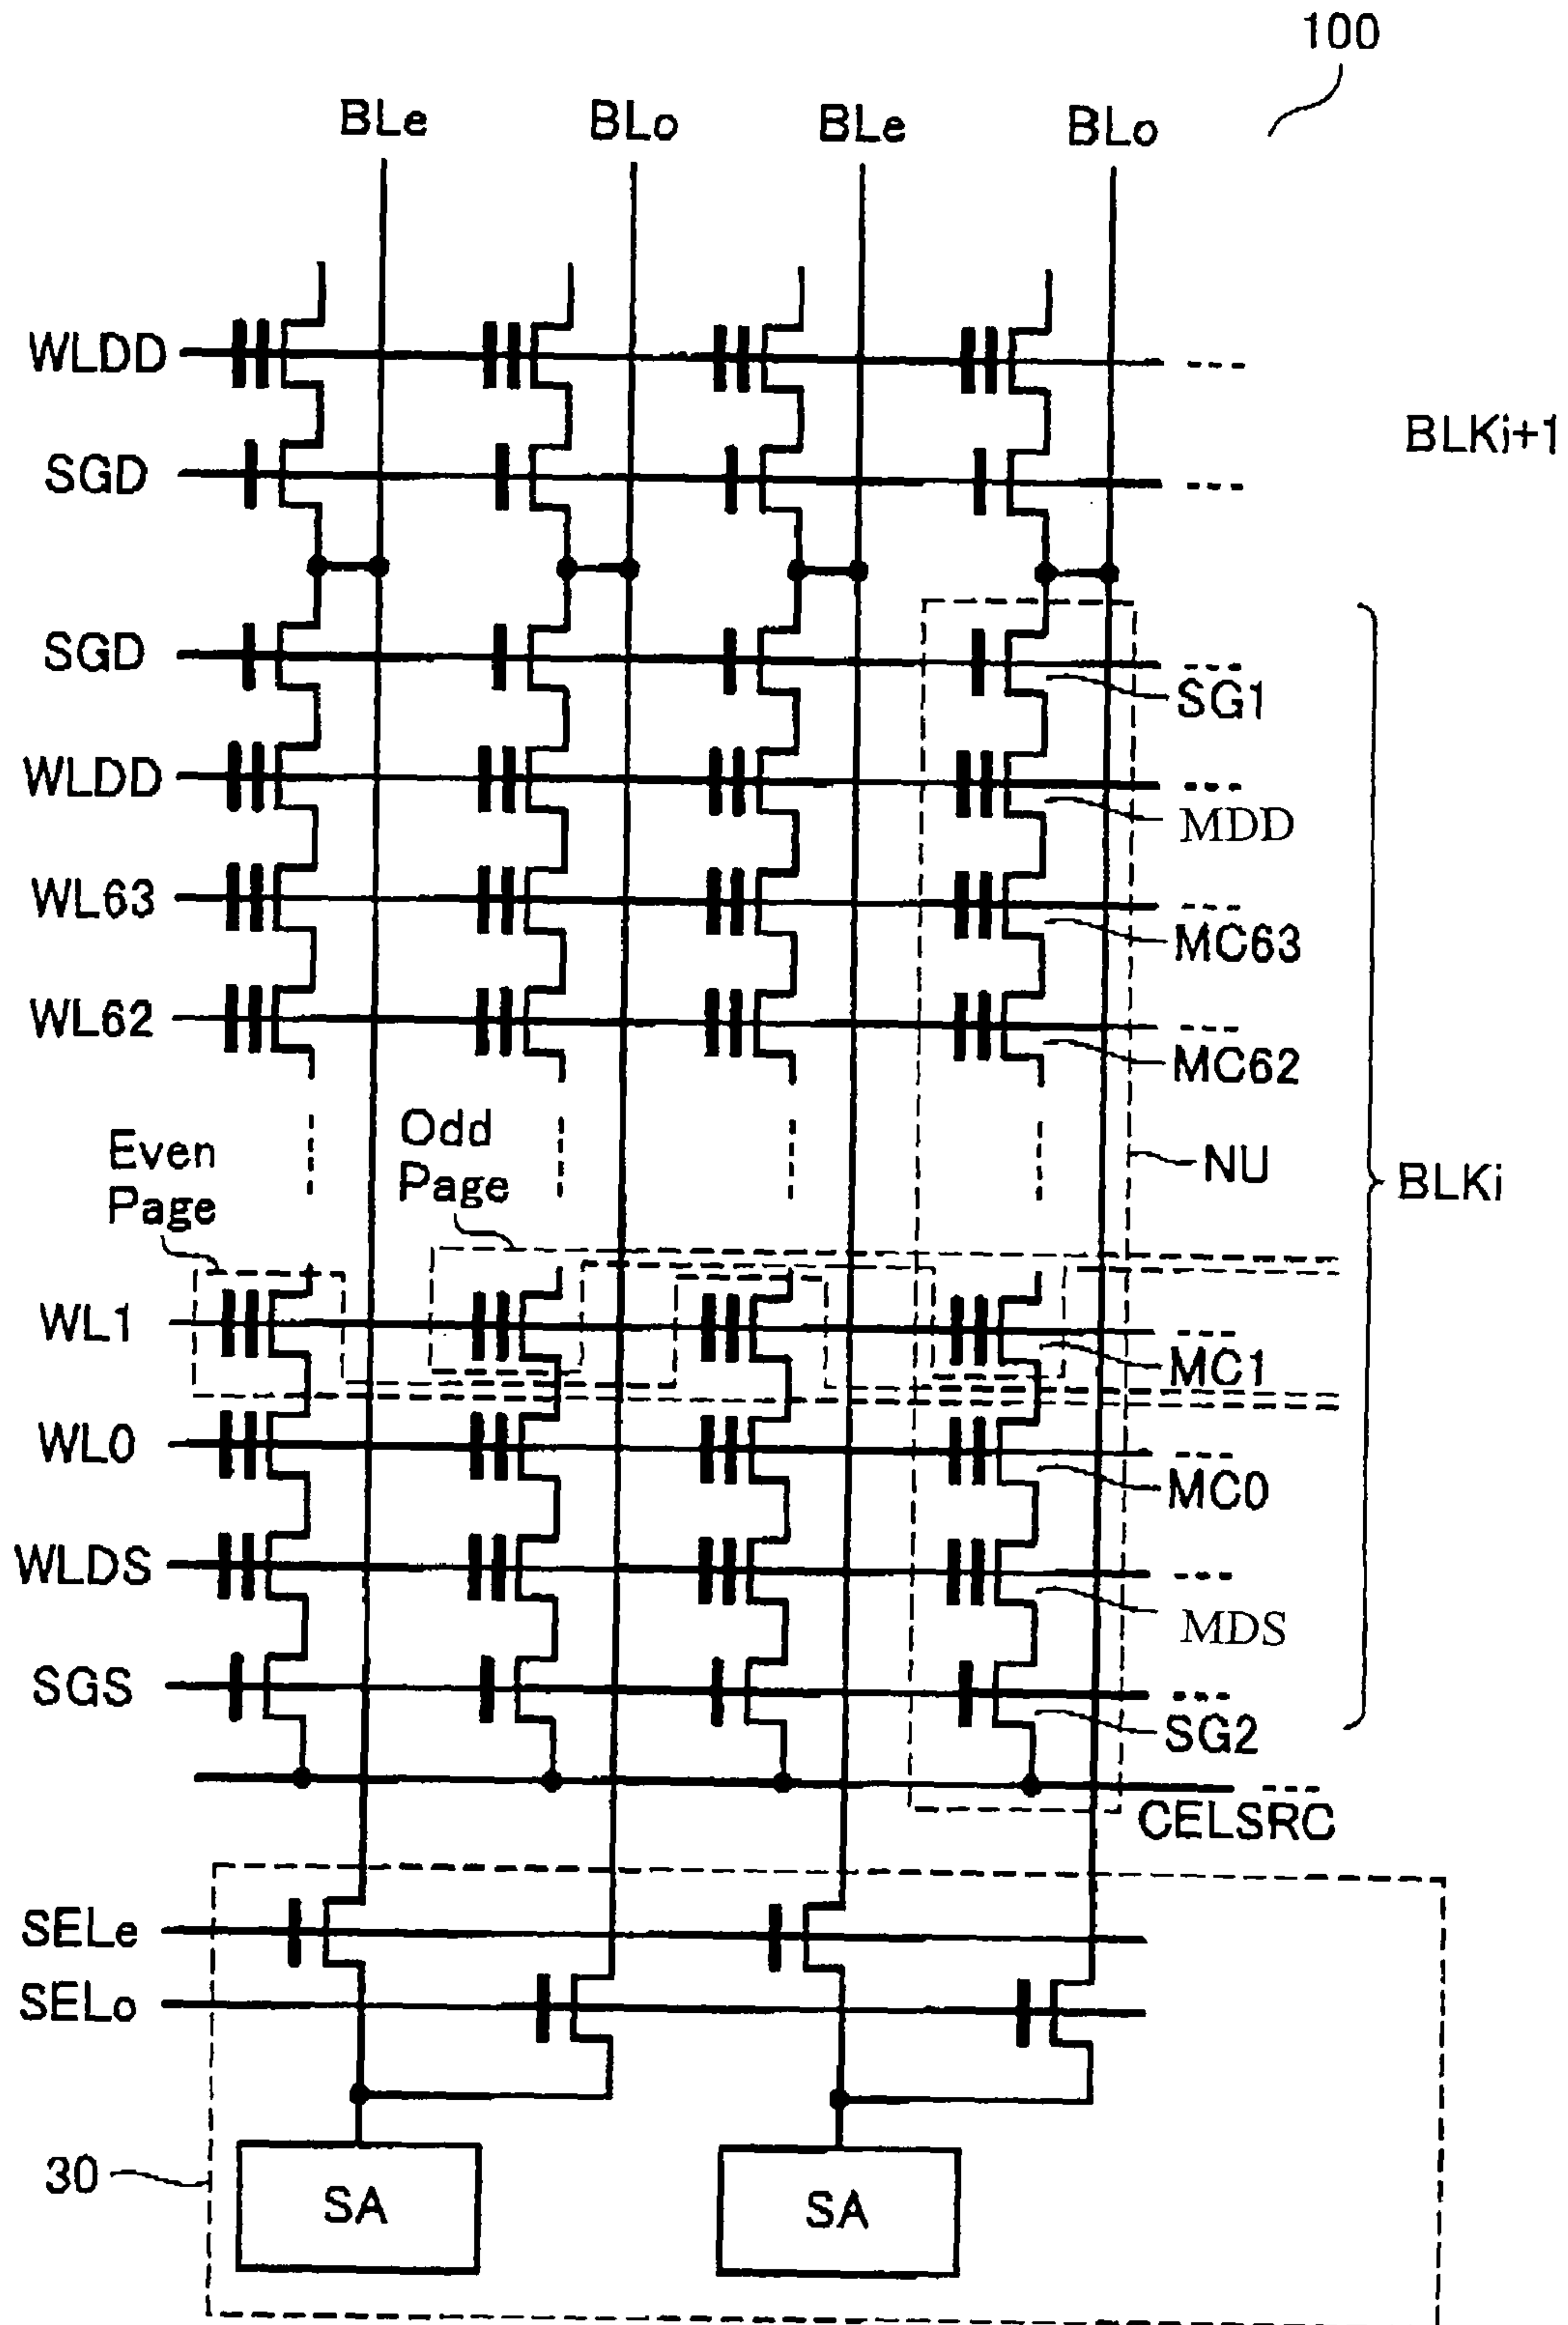 100
BLe BLo BLe BLo
WLDD
BLKi+1
SGD
SGD
SG1
WLDD
MDD
WL63
MC63
WL62
MC62
Even Page
Odd Page
NU
BLKi
WL1
MC1
WL0
MC0
WLDS
MDS
SGS
SG2
CELSRC
SELe
SELo
30
SA SA